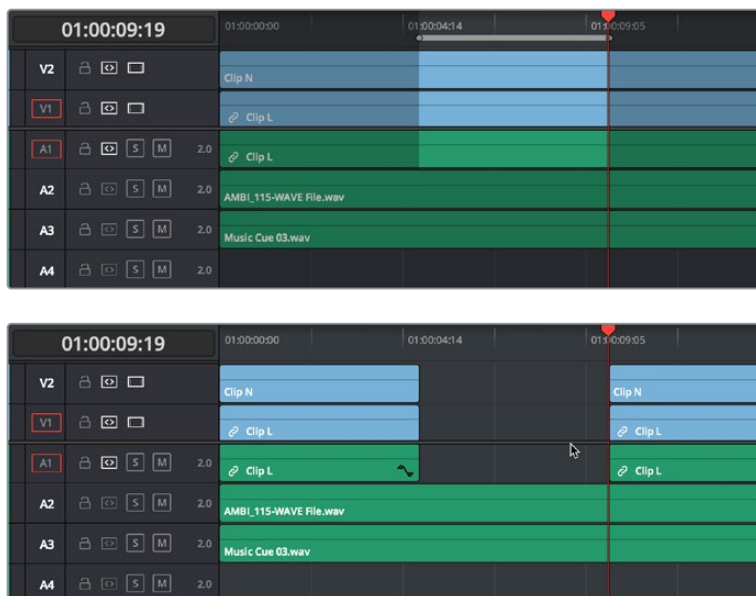 01:00:09:19 01:00:00:00 01:00:04:14 01:00:09:05
V2 Clip N
V1 Clip L
A1 S M 2.0 Clip L
A2 S M 2.0 AMBI_115-WAVE File.wav
A3 S M 2.0 Music Cue 03.wav
A4 S M 2.0
01:00:09:19 01:00:00:00 01:00:04:14 01:00:09:05
V2 Clip N Clip N
V1 Clip L Clip L
A1 S M 2.0 Clip L Clip L
A2 S M 2.0 AMBI_115-WAVE File.wav
A3 S M 2.0 Music Cue 03.wav
A4 S M 2.0